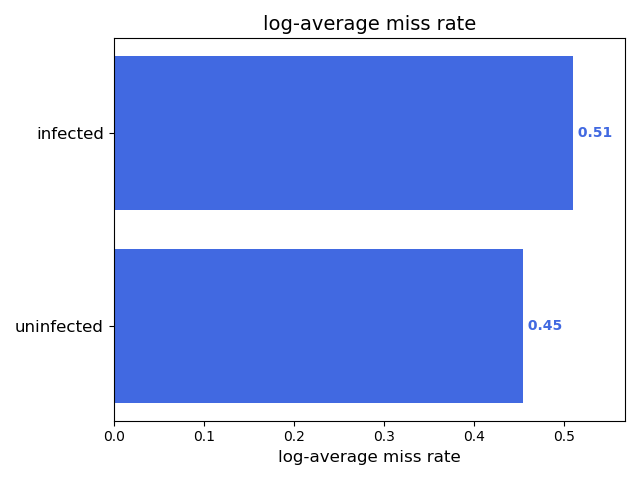 log-average miss rate
infected
0.51
uninfected
0.45
0.0 0.1 0.2 0.3 0.4 0.5
log-average miss rate